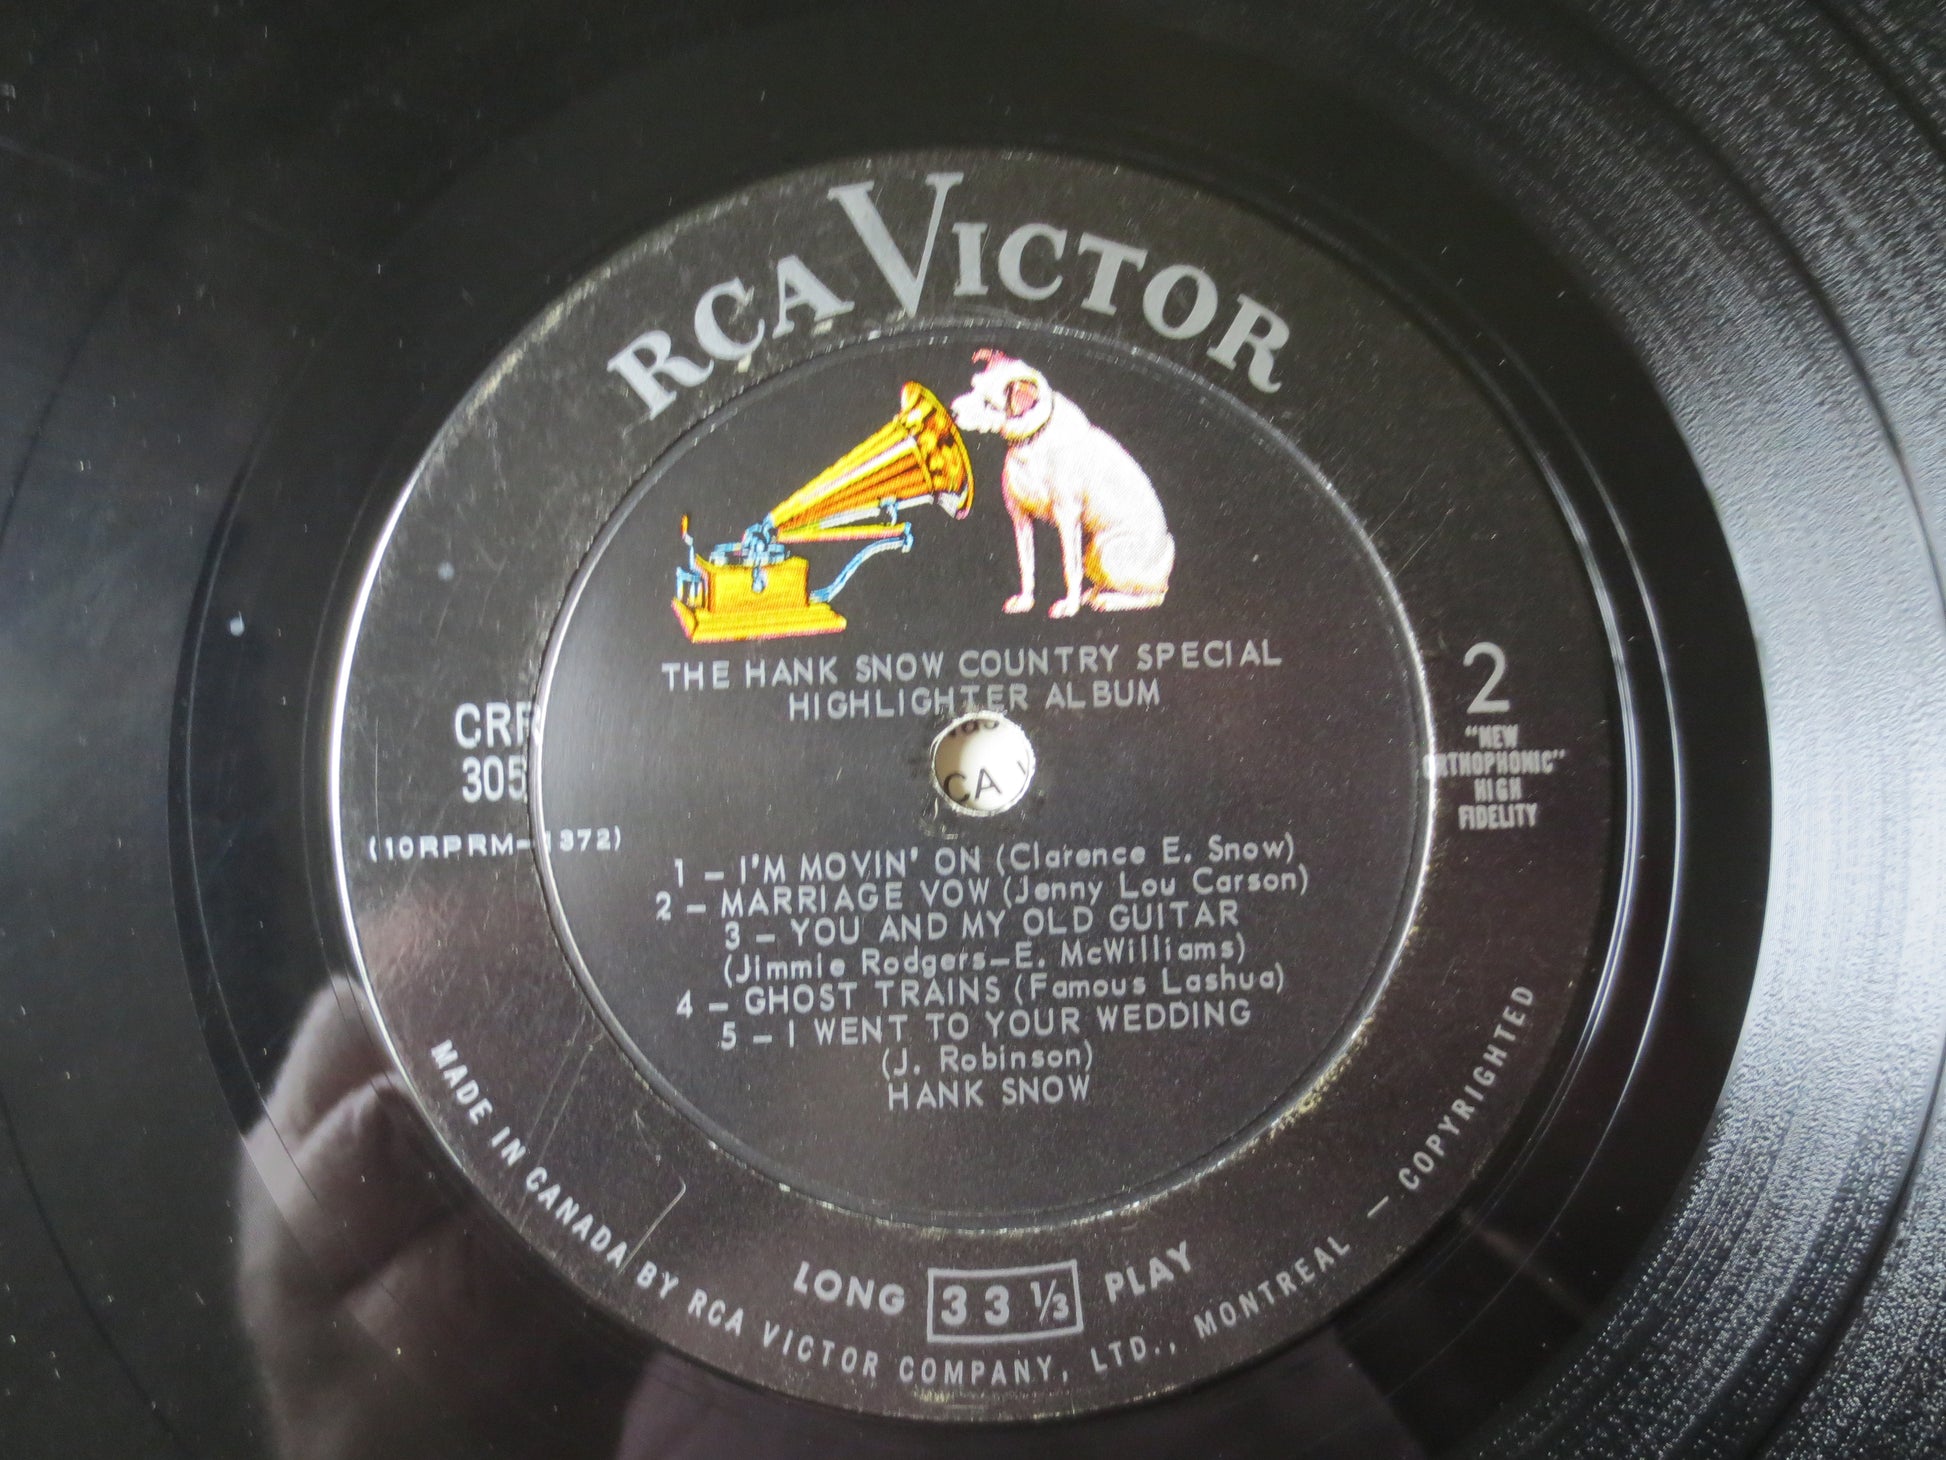 RCA VICTOR
THE HANK SNOW COUNTRY SPECIAL
HIGHLIGHTER ALBUM
305
2
"NEW
ORTHOPHONIC"
HIGH
FIDELITY
CA
1 – I'M MOVIN' ON (Clarence E. Snow)
2 – MARRIAGE VOW (Jenny Lou Carson)
3 – YOU AND MY OLD GUITAR
(Jimmie Rodgers–E. McWilliams)
4 – GHOST TRAINS (Famous Lashua)
5 – I WENT TO YOUR WEDDING
(J. Robinson)
HANK SNOW
LONG 33 1/3 PLAY
MADE IN CANADA BY RCA VICTOR COMPANY, LTD., MONTREAL – COPYRIGHTED